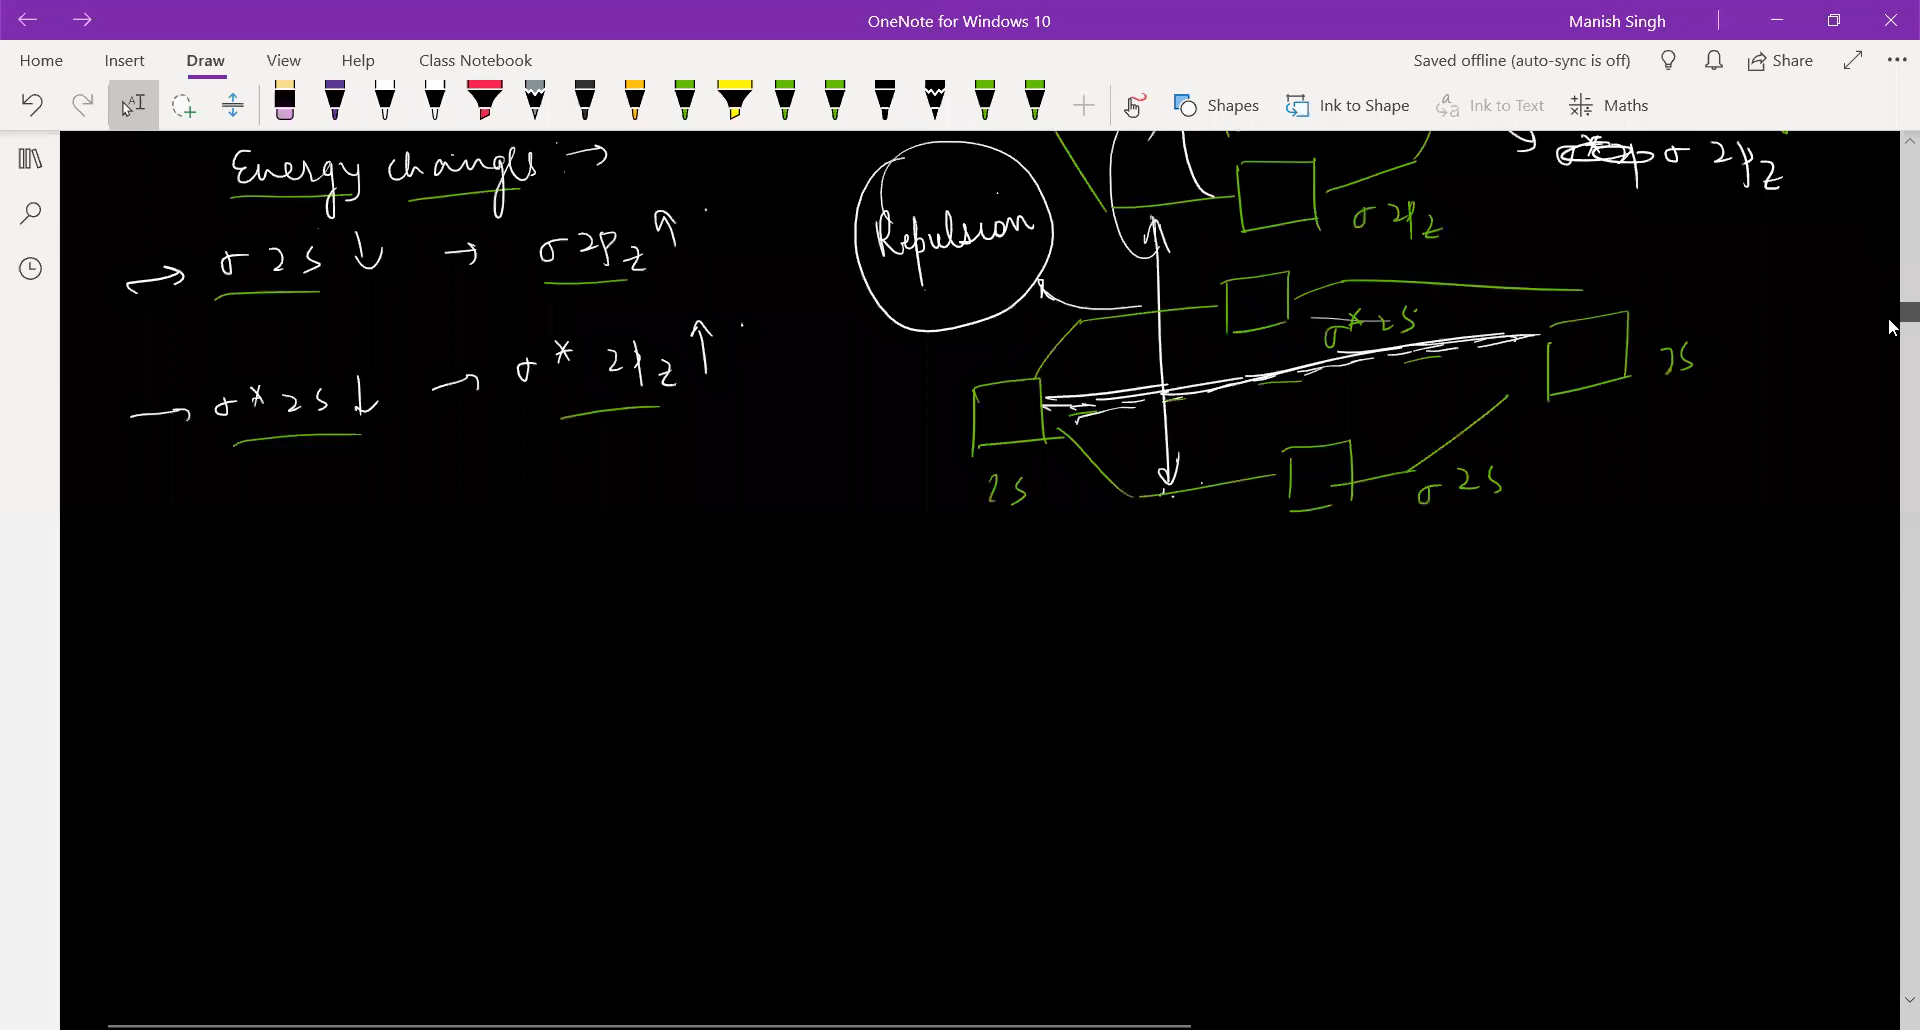 OneNote for Windows 10
Manish Singh
Home Insert Draw View Help Class Notebook
Saved offline (auto-sync is off) Share
Shapes Ink to Shape Ink to Text Maths
Energy changes :→
→ σ 2s ↓ → σ 2pz ↑
→ σ* 2s ↓ → σ* 2pz ↑
Repulsion
σ 2pz
σ 2pz
σ* 2s
2s
2s
σ 2s